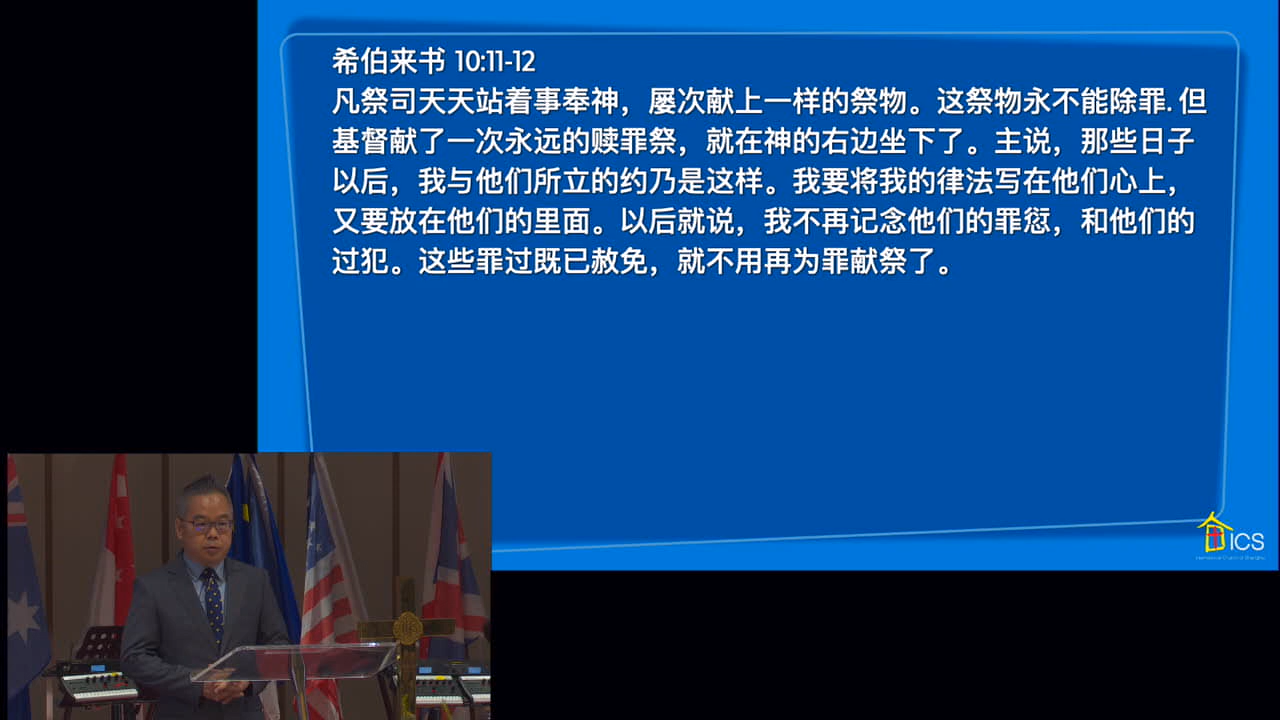 希伯来书 10:11-12
凡祭司天天站着事奉神，屡次献上一样的祭物。这祭物永不能除罪. 但
基督献了一次永远的赎罪祭，就在神的右边坐下了。主说，那些日子
以后，我与他们所立的约乃是这样。我要将我的律法写在他们心上，
又要放在他们的里面。以后就说，我不再记念他们的罪愆，和他们的
过犯。这些罪过既已赦免，就不用再为罪献祭了。
ICS